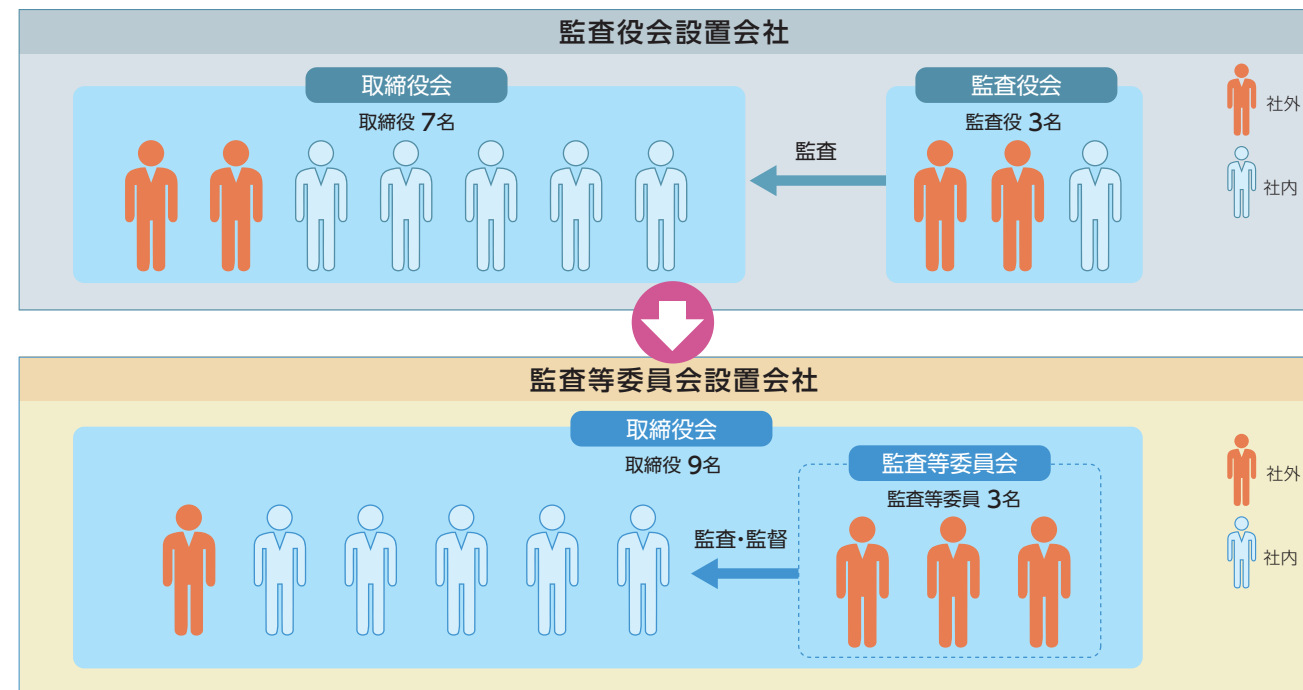 監査役会設置会社
取締役会
取締役 7名
監査
監査役会
監査役 3名
社外
社内
監査等委員会設置会社
取締役会
取締役 9名
監査・監督
監査等委員会
監査等委員 3名
社外
社内